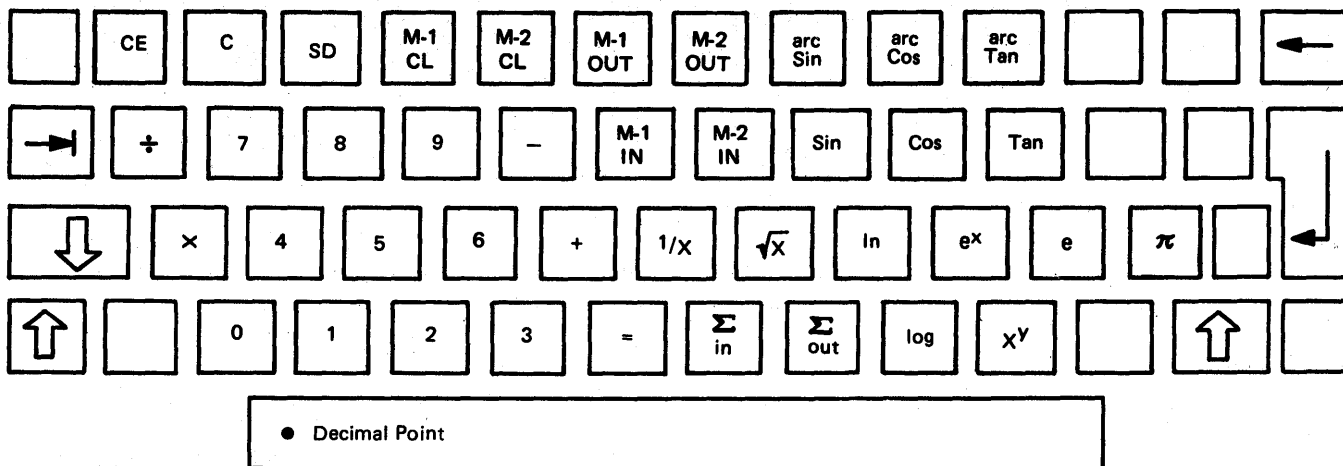 CE C SD M-1 CL M-2 CL M-1 OUT M-2 OUT arc Sin arc Cos arc Tan
÷ 7 8 9 – M-1 IN M-2 IN Sin Cos Tan
× 4 5 6 + 1/X √X ln eˣ e π
0 1 2 3 = Σ in Σ out log Xʸ
● Decimal Point